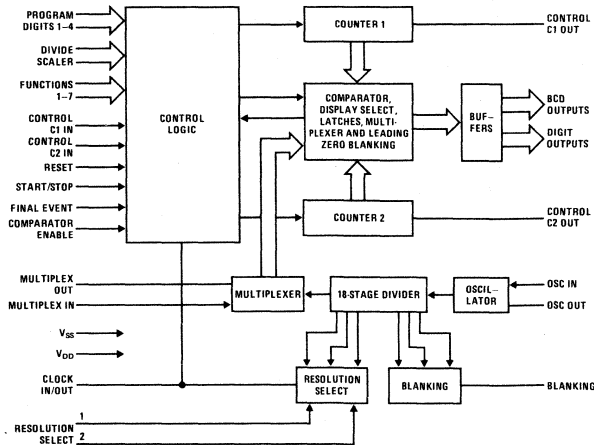 PROGRAM
DIGITS 1–4
DIVIDE
SCALER
FUNCTIONS
1–7
CONTROL
C1 IN
CONTROL
C2 IN
RESET
START/STOP
FINAL EVENT
COMPARATOR
ENABLE
CONTROL
LOGIC
COUNTER 1
CONTROL
C1 OUT
COMPARATOR,
DISPLAY SELECT,
LATCHES, MULTI-
PLEXER AND LEADING
ZERO BLANKING
BUF-
FERS
BCD
OUTPUTS
DIGIT
OUTPUTS
COUNTER 2
CONTROL
C2 OUT
MULTIPLEX
OUT
MULTIPLEX IN
MULTIPLEXER
18-STAGE DIVIDER
OSCIL-
LATOR
OSC IN
OSC OUT
VSS
VDD
CLOCK
IN/OUT
RESOLUTION
SELECT
BLANKING
BLANKING
RESOLUTION
SELECT
1
2